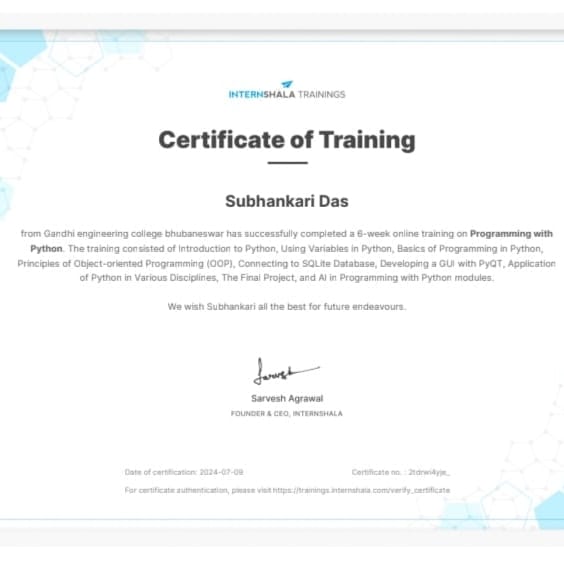 INTERNSHALA TRAININGS
Certificate of Training
Subhankari Das
from Gandhi engineering college bhubaneswar has successfully completed a 6-week online training on Programming with
Python. The training consisted of Introduction to Python, Using Variables in Python, Basics of Programming in Python,
Principles of Object-oriented Programming (OOP), Connecting to SQLite Database, Developing a GUI with PyQT, Application
of Python in Various Disciplines, The Final Project, and AI in Programming with Python modules.
We wish Subhankari all the best for future endeavours.
Sarvesh
Sarvesh Agrawal
FOUNDER & CEO, INTERNSHALA
Date of certification: 2024-07-09 Certificate no. : 2tdrwi4yje_
For certificate authentication, please visit https://trainings.internshala.com/verify_certificate